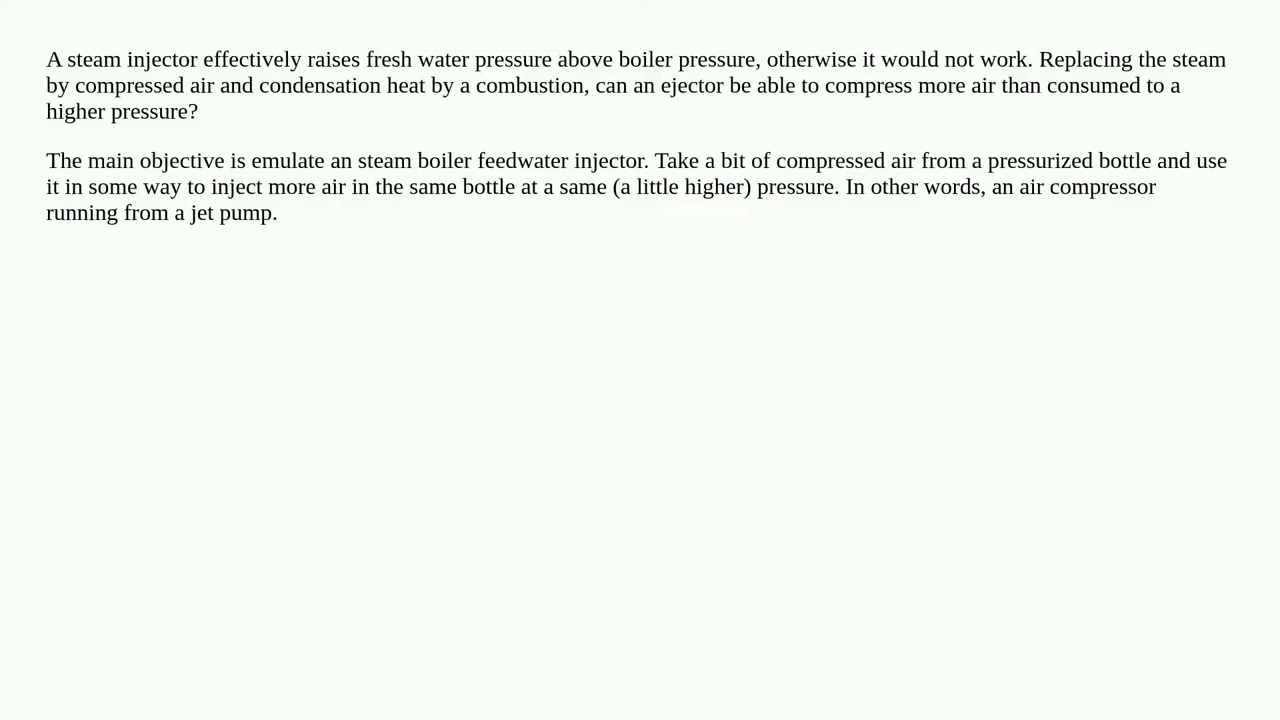 A steam injector effectively raises fresh water pressure above boiler pressure, otherwise it would not work. Replacing the steam
by compressed air and condensation heat by a combustion, can an ejector be able to compress more air than consumed to a
higher pressure?
The main objective is emulate an steam boiler feedwater injector. Take a bit of compressed air from a pressurized bottle and use
it in some way to inject more air in the same bottle at a same (a little higher) pressure. In other words, an air compressor
running from a jet pump.